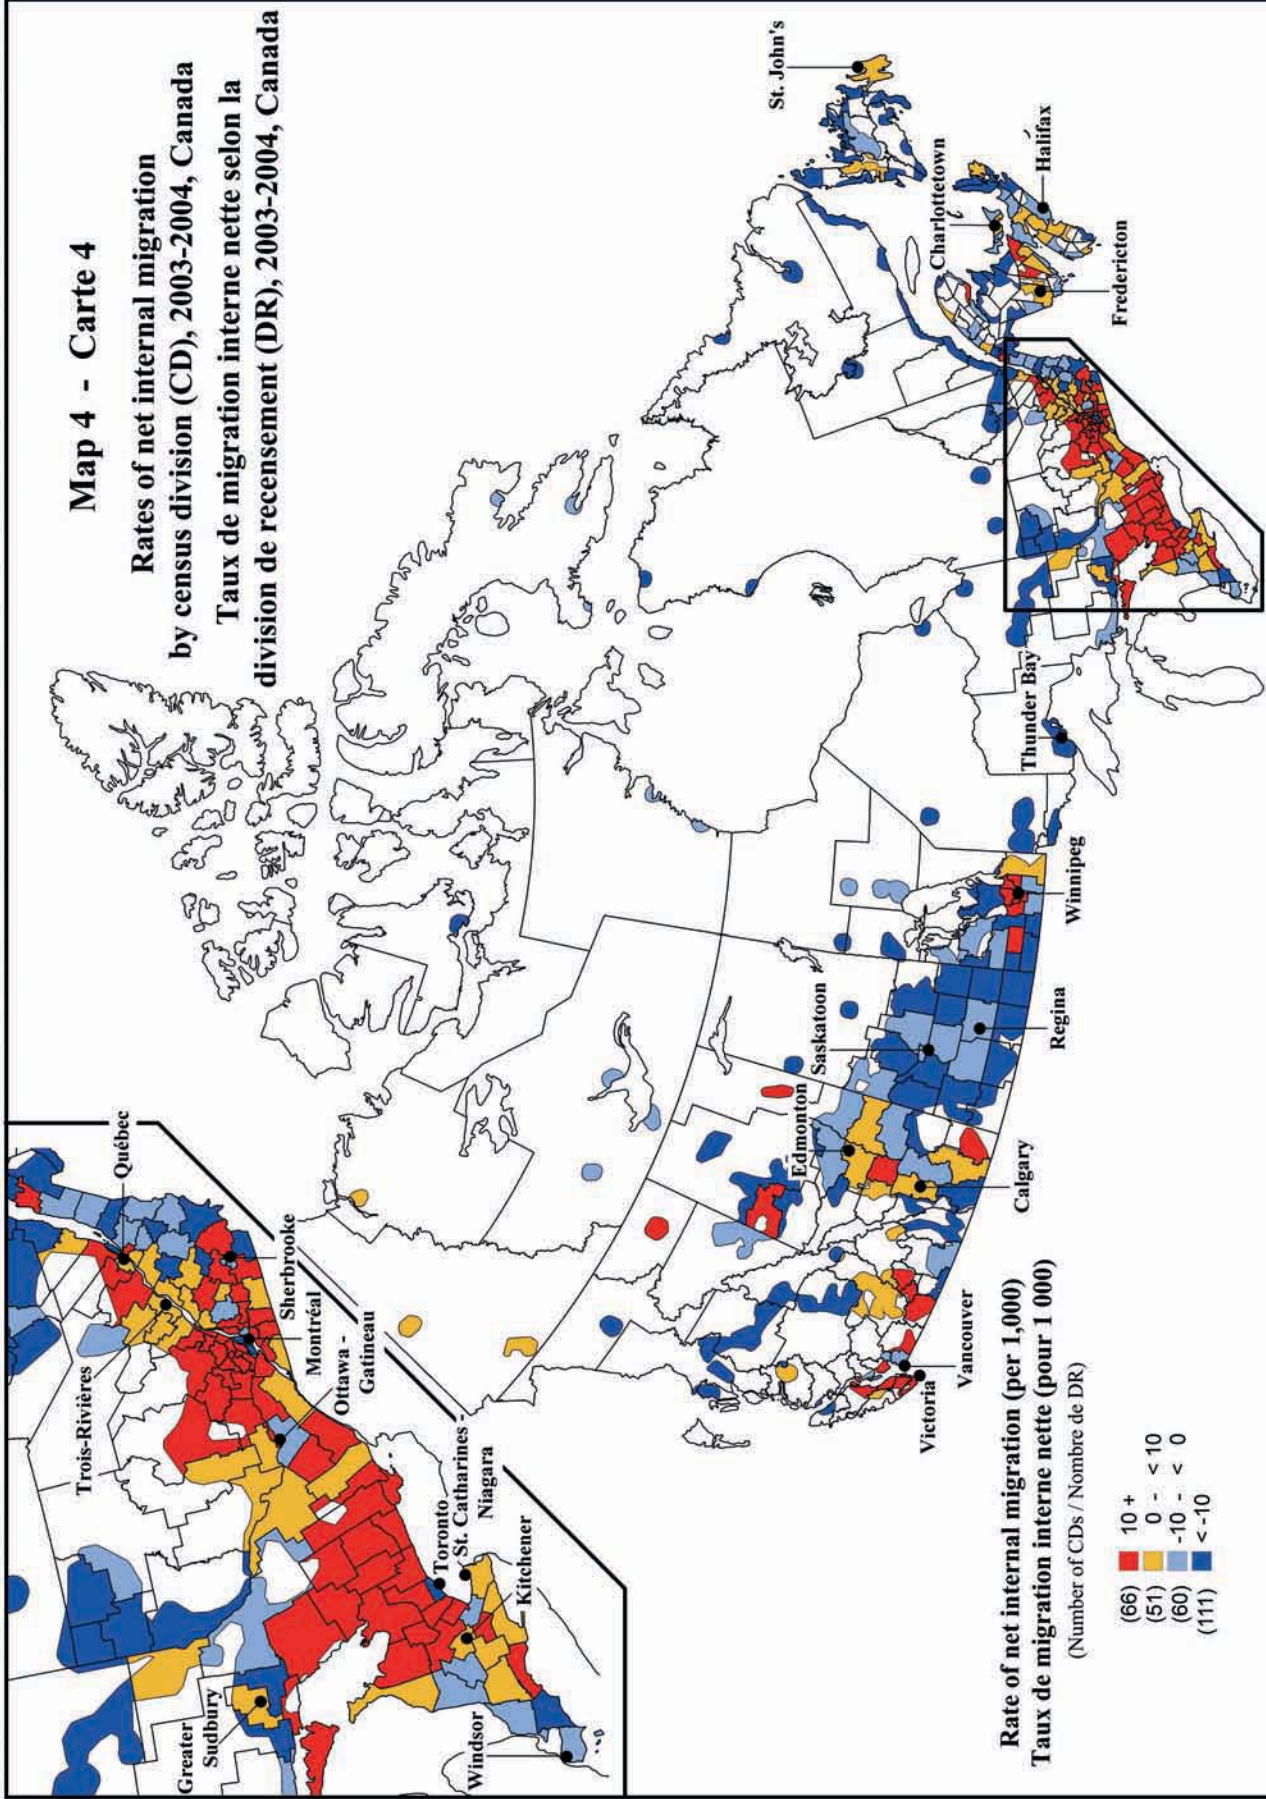 Map 4 - Carte 4
Rates of net internal migration
by census division (CD), 2003-2004, Canada
Taux de migration interne nette selon la
division de recensement (DR), 2003-2004, Canada
Québec
Trois-Rivières
Sherbrooke
Montréal
Ottawa -
Gatineau
Greater
Sudbury
Toronto
St. Catharines -
Niagara
Kitchener
Windsor
St. John's
Charlottetown
Halifax
Fredericton
Thunder Bay
Winnipeg
Regina
Saskatoon
Edmonton
Calgary
Vancouver
Victoria
Rate of net internal migration (per 1,000)
Taux de migration interne nette (pour 1 000)
(Number of CDs / Nombre de DR)
(66) 10 +
(51) 0 - < 10
(60) -10 - < 0
(111) < -10